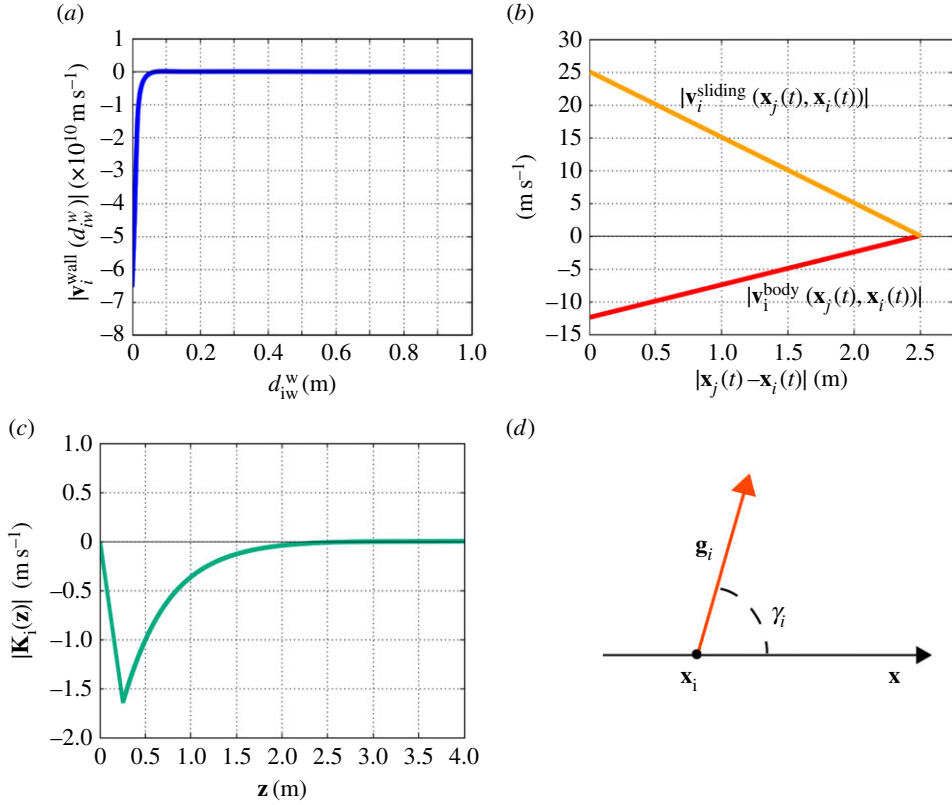 (a)
1
0
–1
–2
–3
–4
–5
–6
–7
–8
|v_i^wall (d_iw^w)| (×10^10 m s^−1)
0 0.2 0.4 0.6 0.8 1.0
d_iw^w (m)
(b)
30
25
20
15
10
5
0
–5
–10
–15
(m s^−1)
|v_i^sliding (x_j(t), x_i(t))|
|v_i^body (x_j(t), x_i(t))|
0 0.5 1.0 1.5 2.0 2.5
|x_j(t) –x_i(t)| (m)
(c)
1.0
0.5
0
–0.5
–1.0
–1.5
–2.0
|K_i(z)| (m s^−1)
0 0.5 1.0 1.5 2.0 2.5 3.0 3.5 4.0
z (m)
(d)
g_i
γ_i
x_i x